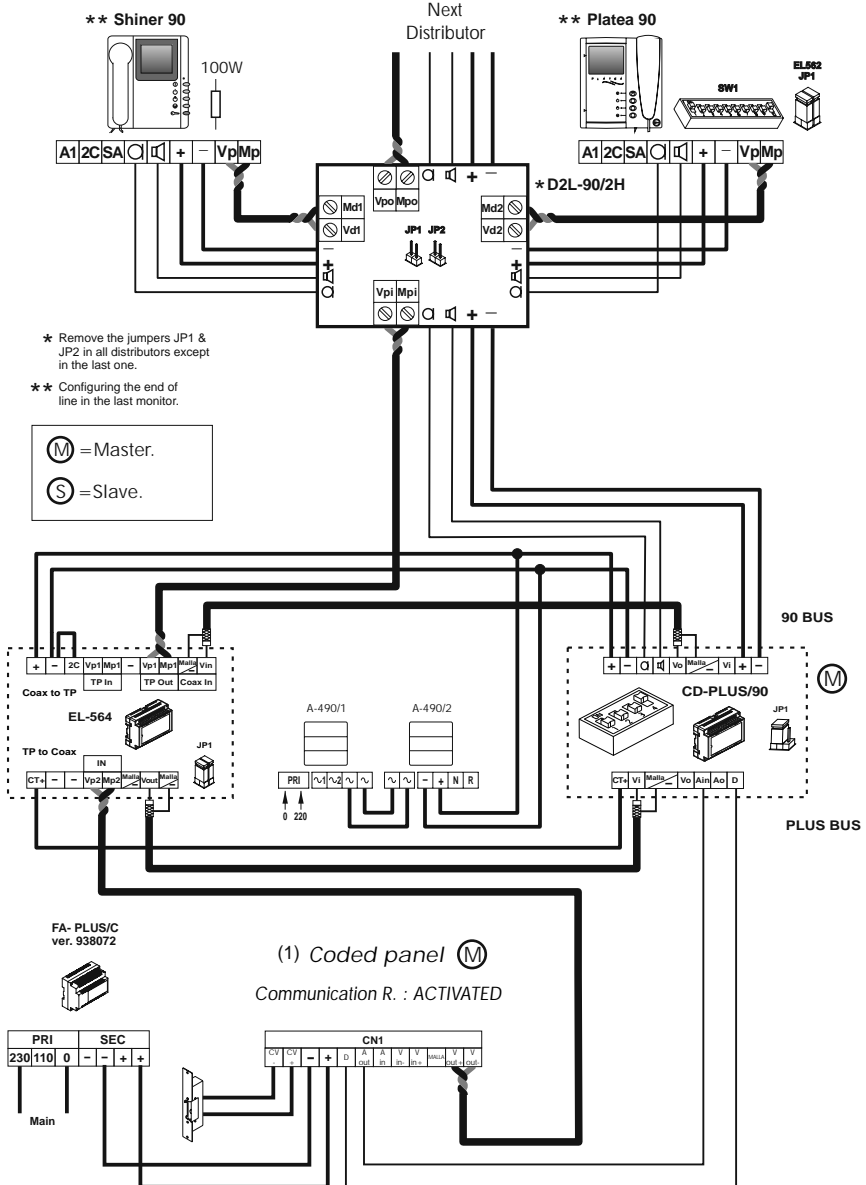 ** Shiner 90
Next
Distributor
** Platea 90
100W
SW1
EL562
JP1
A1 2C SA + − Vp Mp
A1 2C SA + − Vp Mp
Vpo Mpo + −
* D2L-90/2H
Md1
Vd1
JP1 JP2
Md2
Vd2
−
+
−
+
Vpi Mpi
+ −
* Remove the jumpers JP1 &
JP2 in all distributors except
in the last one.
** Configuring the end of
line in the last monitor.
M =Master.
S =Slave.
90 BUS
+ − 2C Vp1 Mp1 − Vp1 Mp1 Malla Vin
TP In TP Out Coax In
Coax to TP
EL-564
TP to Coax
IN
JP1
CT+ − − Vp2 Mp2 Malla Vout Malla
A-490/1
A-490/2
PRI ∿1 ∿2 ∿ ∿
∿ ∿ − + N R
0 220
+ − Vo Malla Vi + −
CD-PLUS/90
M
JP1
CT+ Vi Malla Vo Ain Ao D
PLUS BUS
FA- PLUS/C
ver. 938072
(1) Coded panel M
Communication R. : ACTIVATED
PRI SEC
230 110 0 − − + +
Main
CN1
CV - CV + − + D A out A in V in- V in+ MALLA V out+ V out-